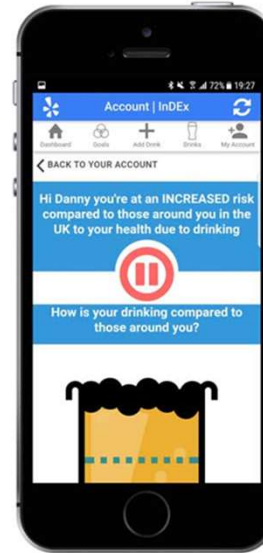 72% 19:27
Account | InDEx
Dashboard Goals Add Drink Drinks My Account
BACK TO YOUR ACCOUNT
Hi Danny you're at an INCREASED risk
compared to those around you in the
UK to your health due to drinking
How is your drinking compared to
those around you?